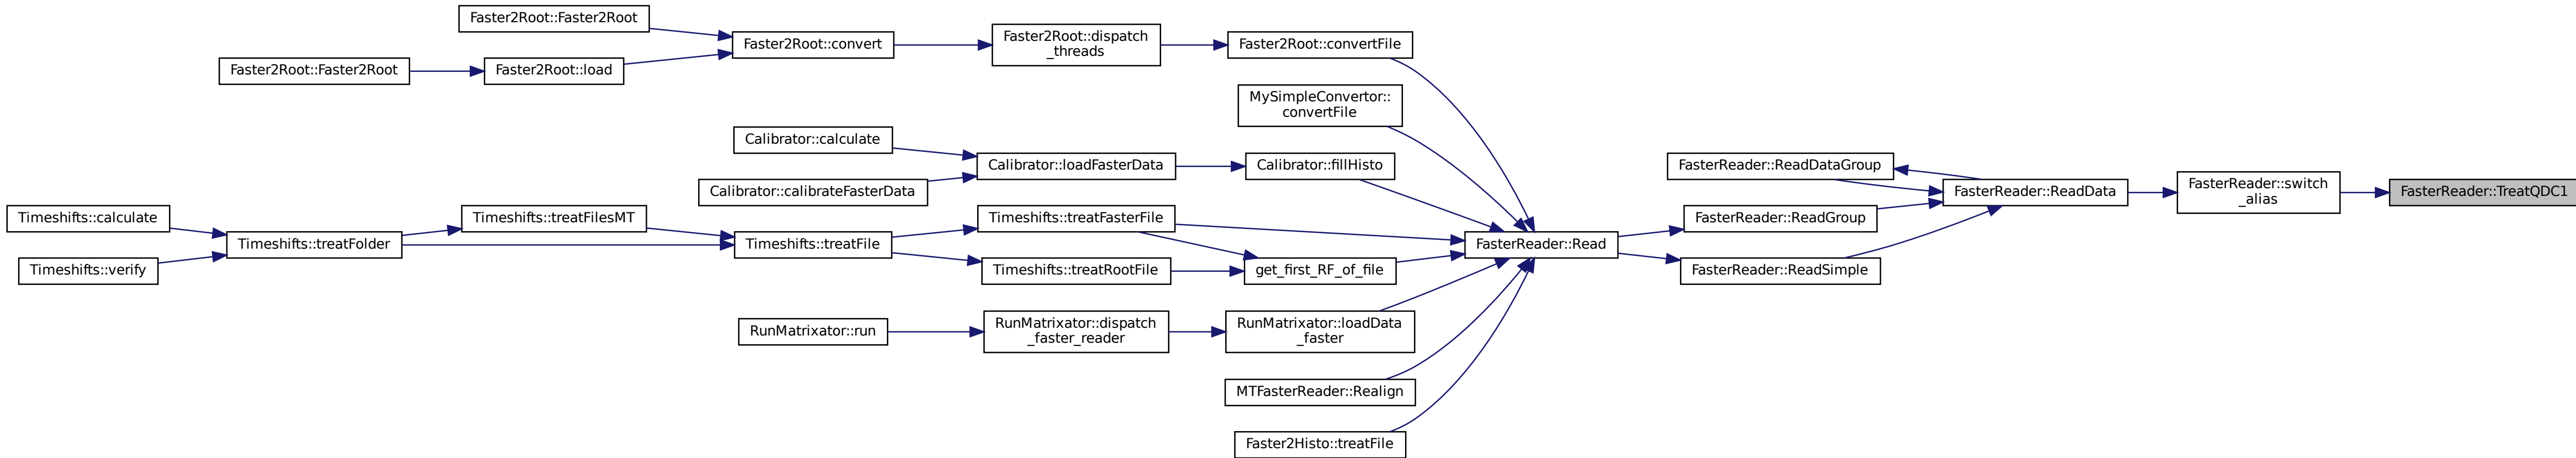 Faster2Root::Faster2Root
Faster2Root::Faster2Root
Faster2Root::load
Faster2Root::convert
Faster2Root::dispatch
_threads
Faster2Root::convertFile
MySimpleConvertor::
convertFile
Calibrator::calculate
Calibrator::calibrateFasterData
Calibrator::loadFasterData
Calibrator::fillHisto
Timeshifts::calculate
Timeshifts::verify
Timeshifts::treatFolder
Timeshifts::treatFilesMT
Timeshifts::treatFile
Timeshifts::treatFasterFile
Timeshifts::treatRootFile
get_first_RF_of_file
RunMatrixator::run
RunMatrixator::dispatch
_faster_reader
RunMatrixator::loadData
_faster
MTFasterReader::Realign
Faster2Histo::treatFile
FasterReader::Read
FasterReader::ReadDataGroup
FasterReader::ReadGroup
FasterReader::ReadSimple
FasterReader::ReadData
FasterReader::switch
_alias
FasterReader::TreatQDC1